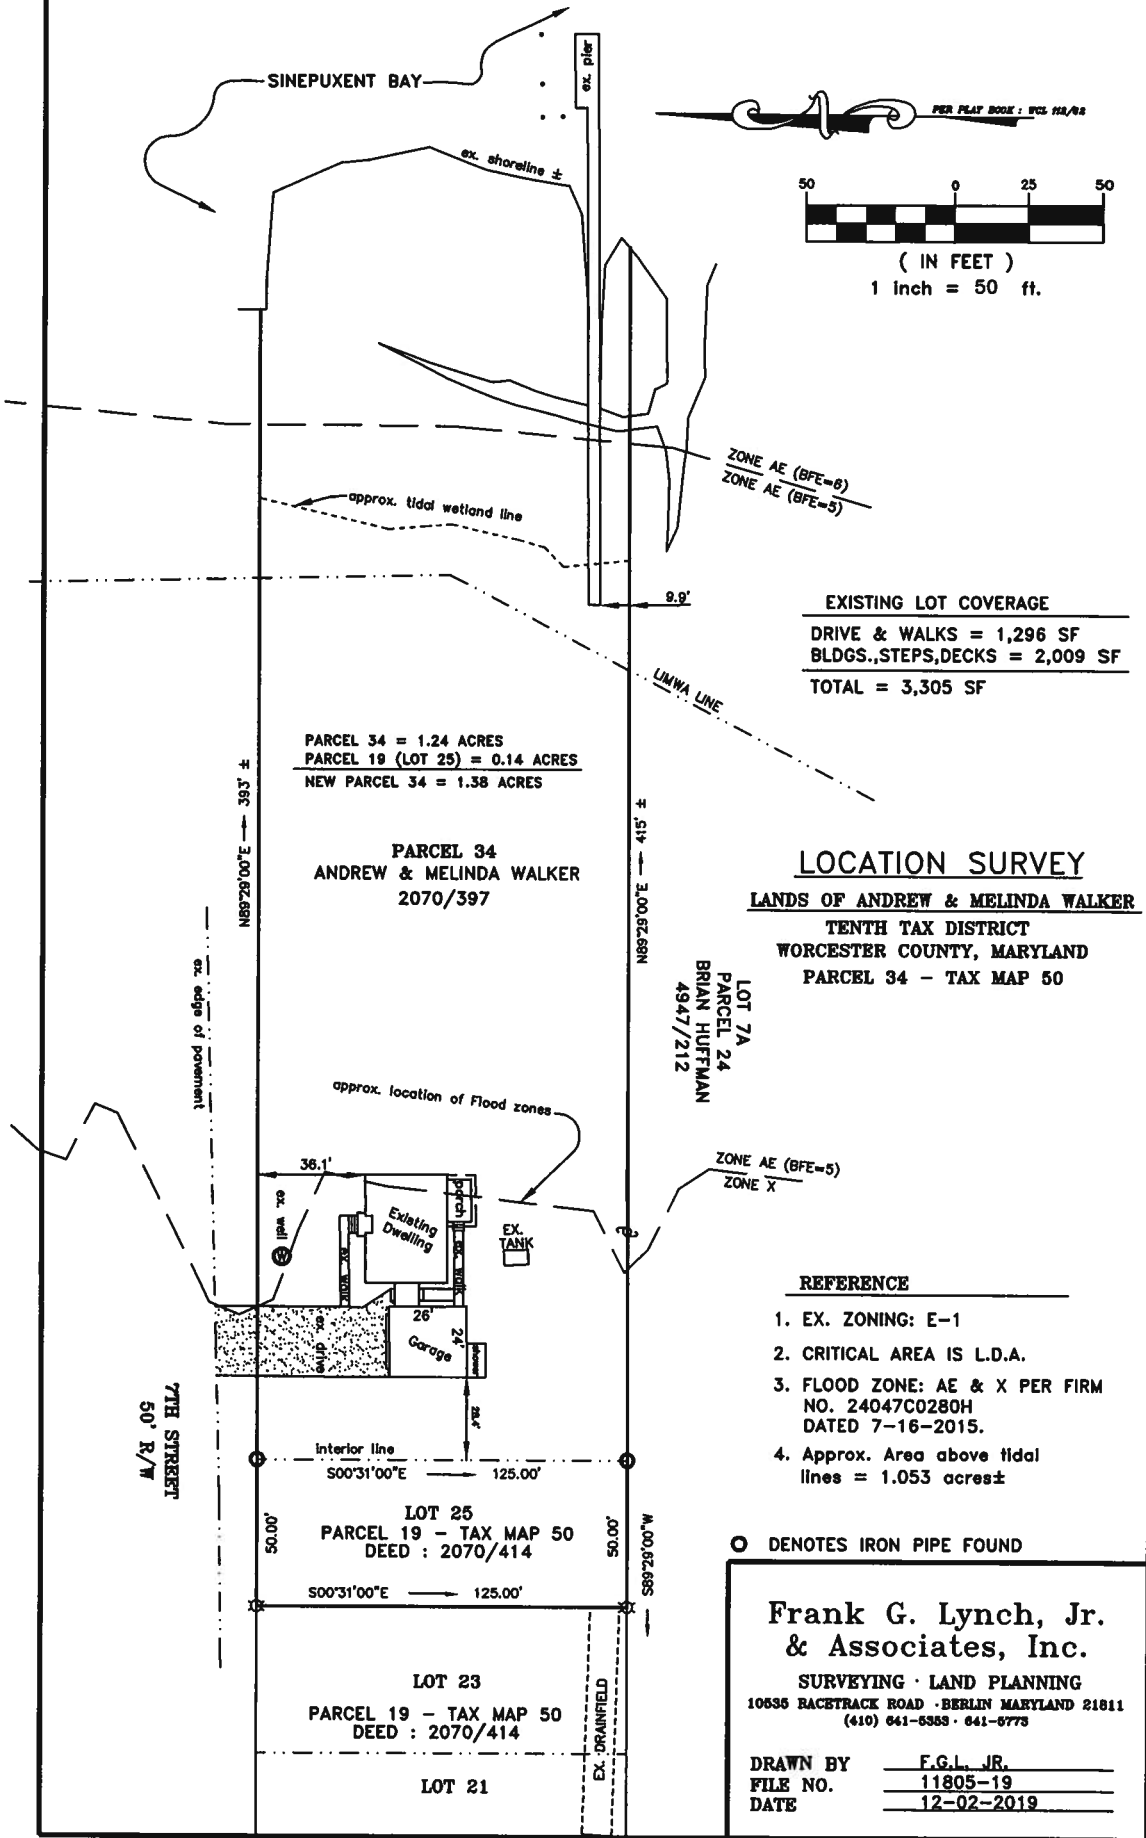 SINEPUXENT BAY
ex. pier
PER PLAT BOOK : WCL 112/62
ex. shoreline ±
50 0 25 50
( IN FEET )
1 inch = 50 ft.
ZONE AE (BFE=6)
ZONE AE (BFE=5)
approx. tidal wetland line
9.9'
LIMWA LINE
EXISTING LOT COVERAGE
DRIVE & WALKS = 1,296 SF
BLDGS.,STEPS,DECKS = 2,009 SF
TOTAL = 3,305 SF
PARCEL 34 = 1.24 ACRES
PARCEL 19 (LOT 25) = 0.14 ACRES
NEW PARCEL 34 = 1.38 ACRES
N89°29'00"E 393' ±
N89°29'00"E 415' ±
PARCEL 34
ANDREW & MELINDA WALKER
2070/397
LOCATION SURVEY
LANDS OF ANDREW & MELINDA WALKER
TENTH TAX DISTRICT
WORCESTER COUNTY, MARYLAND
PARCEL 34 - TAX MAP 50
LOT 7A
PARCEL 24
BRIAN HUFFMAN
4947/212
ex. edge of pavement
approx. location of Flood zones
ZONE AE (BFE=5)
ZONE X
36.1'
ex. well
W
Existing
Dwelling
porch
ex. walk
ex. walk
EX.
TANK
26'
24'
Garage
ex. drive
28.4'
REFERENCE
1. EX. ZONING: E-1
2. CRITICAL AREA IS L.D.A.
3. FLOOD ZONE: AE & X PER FIRM
NO. 24047C0280H
DATED 7-16-2015.
4. Approx. Area above tidal
lines = 1.053 acres±
7TH STREET
50' R/W
interior line
S00°31'00"E 125.00'
LOT 25
PARCEL 19 - TAX MAP 50
DEED : 2070/414
50.00'
50.00'
S89°29'00"W
S00°31'00"E 125.00'
DENOTES IRON PIPE FOUND
LOT 23
PARCEL 19 - TAX MAP 50
DEED : 2070/414
EX. DRAINFIELD
LOT 21
Frank G. Lynch, Jr.
& Associates, Inc.
SURVEYING · LAND PLANNING
10535 RACETRACK ROAD · BERLIN MARYLAND 21811
(410) 641-5353 · 641-5773
DRAWN BY F.G.L. JR.
FILE NO. 11805-19
DATE 12-02-2019